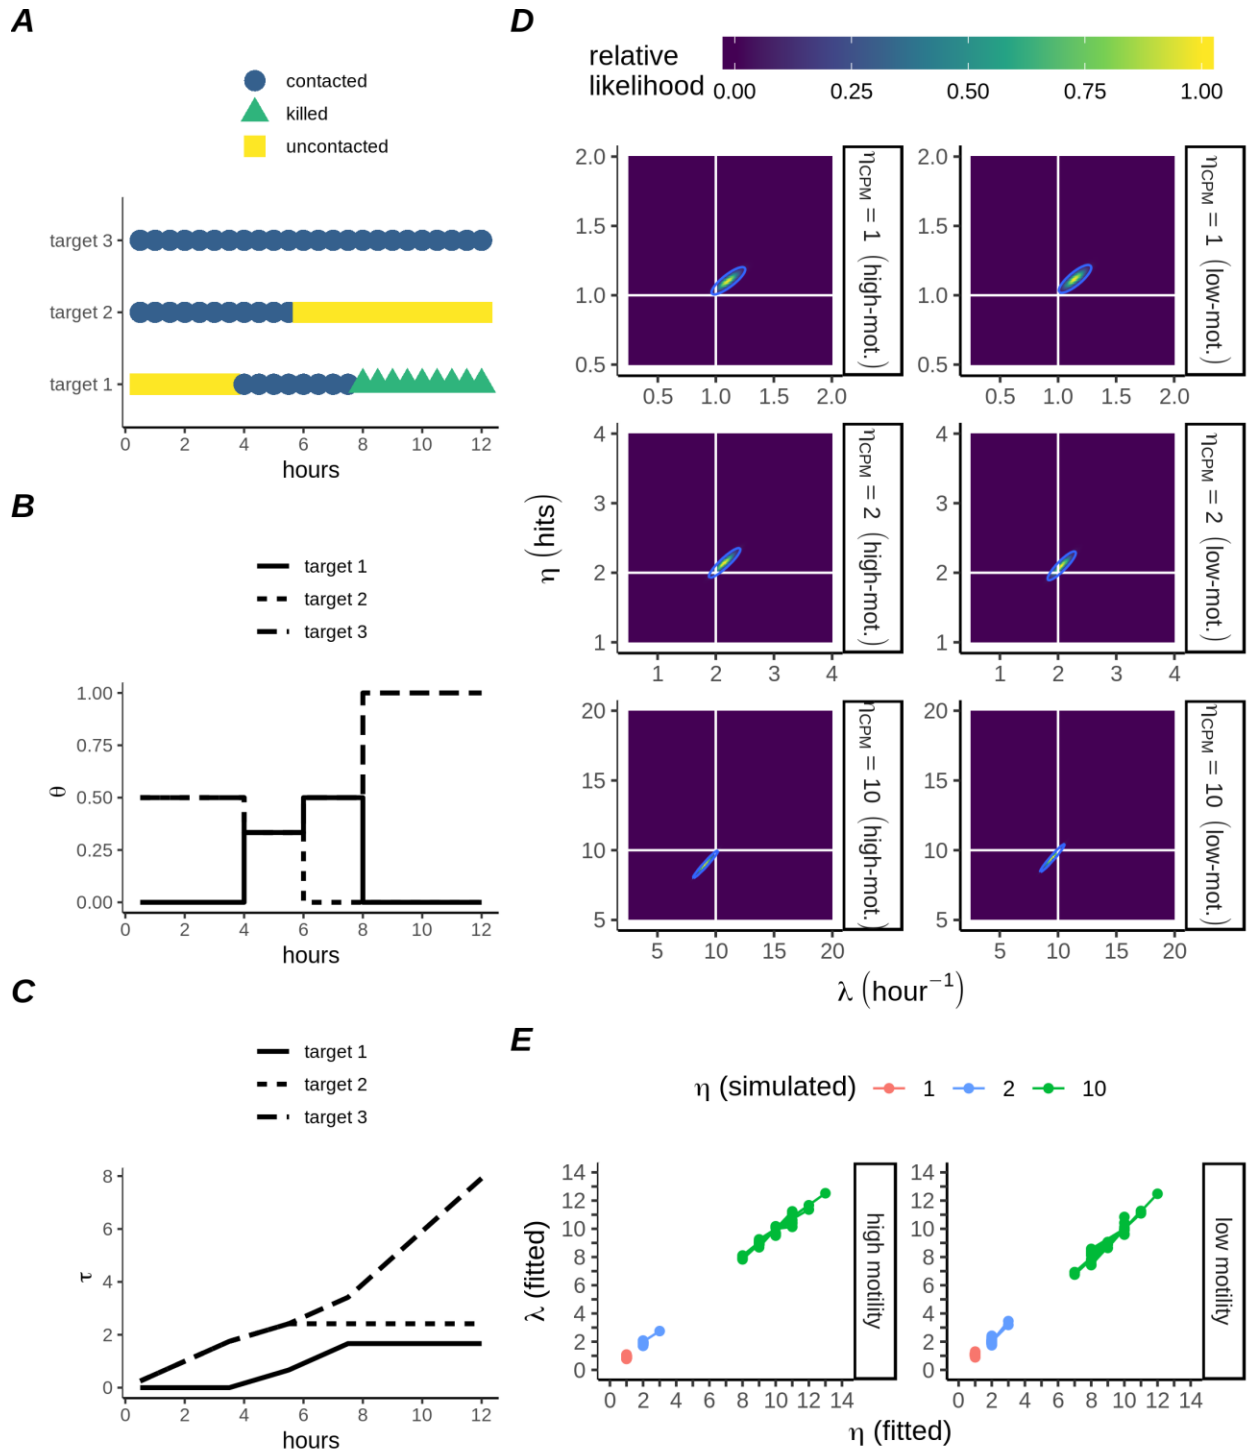 A
contacted
killed
uncontacted
target 3
target 2
target 1
0 2 4 6 8 10 12
hours
B
target 1
target 2
target 3
1.00
0.75
0.50
0.25
0.00
θ
0 2 4 6 8 10 12
hours
C
target 1
target 2
target 3
8
6
4
2
0
τ
0 2 4 6 8 10 12
hours
D
relative
likelihood
0.00 0.25 0.50 0.75 1.00
η (hits)
2.0
1.5
1.0
0.5
0.5 1.0 1.5 2.0
ηCPM = 1 (high-mot.)
2.0
1.5
1.0
0.5
0.5 1.0 1.5 2.0
ηCPM = 1 (low-mot.)
4
3
2
1
1 2 3 4
ηCPM = 2 (high-mot.)
4
3
2
1
1 2 3 4
ηCPM = 2 (low-mot.)
20
15
10
5
5 10 15 20
ηCPM = 10 (high-mot.)
20
15
10
5
5 10 15 20
ηCPM = 10 (low-mot.)
λ (hour⁻¹)
E
η (simulated) 1 2 10
λ (fitted)
14
12
10
8
6
4
2
0
0 2 4 6 8 10 12 14
high motility
14
12
10
8
6
4
2
0
0 2 4 6 8 10 12 14
low motility
η (fitted)